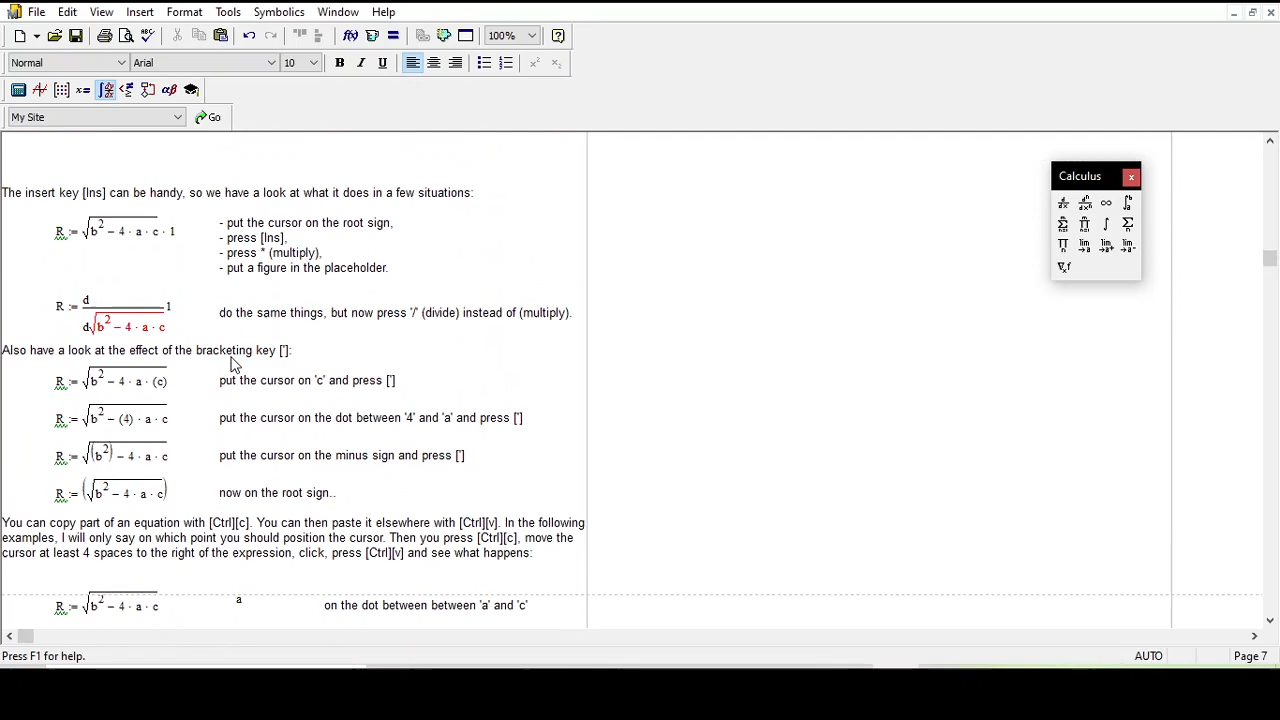 File Edit View Insert Format Tools Symbolics Window Help
100%
Normal Arial 10 B I U
My Site Go
Calculus x
The insert key [Ins] can be handy, so we have a look at what it does in a few situations:
R := √(b² − 4 · a · c) · 1
- put the cursor on the root sign,
- press [Ins],
- press * (multiply),
- put a figure in the placeholder.
R := d/d√(b² − 4 · a · c) 1
do the same things, but now press '/' (divide) instead of (multiply).
Also have a look at the effect of the bracketing key [']:
R := √(b² − 4 · a · (c)) put the cursor on 'c' and press [']
R := √(b² − (4) · a · c) put the cursor on the dot between '4' and 'a' and press [']
R := √((b²) − 4 · a · c) put the cursor on the minus sign and press [']
R := (√(b² − 4 · a · c)) now on the root sign..
You can copy part of an equation with [Ctrl][c]. You can then paste it elsewhere with [Ctrl][v]. In the following
examples, I will only say on which point you should position the cursor. Then you press [Ctrl][c], move the
cursor at least 4 spaces to the right of the expression, click, press [Ctrl][v] and see what happens:
R := √(b² − 4 · a · c) a on the dot between between 'a' and 'c'
Press F1 for help. AUTO Page 7